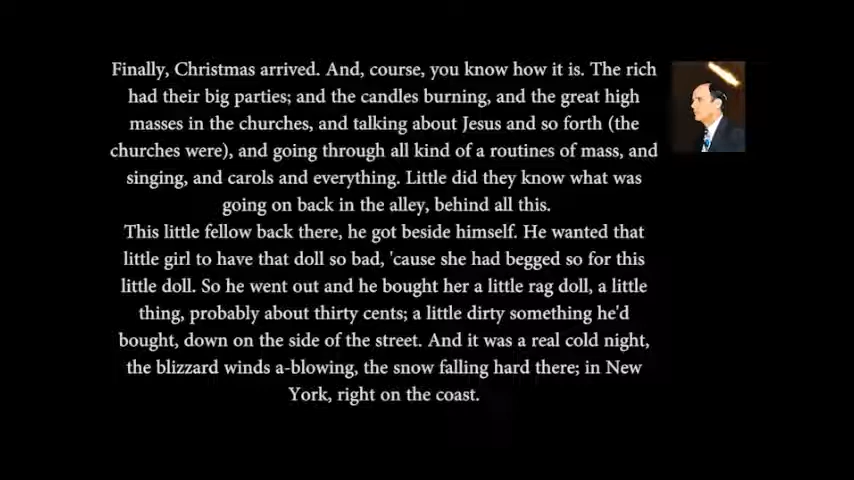 Finally, Christmas arrived. And, course, you know how it is. The rich
had their big parties; and the candles burning, and the great high
masses in the churches, and talking about Jesus and so forth (the
churches were), and going through all kind of a routines of mass, and
singing, and carols and everything. Little did they know what was
going on back in the alley, behind all this.
This little fellow back there, he got beside himself. He wanted that
little girl to have that doll so bad, 'cause she had begged so for this
little doll. So he went out and he bought her a little rag doll, a little
thing, probably about thirty cents; a little dirty something he'd
bought, down on the side of the street. And it was a real cold night,
the blizzard winds a-blowing, the snow falling hard there; in New
York, right on the coast.